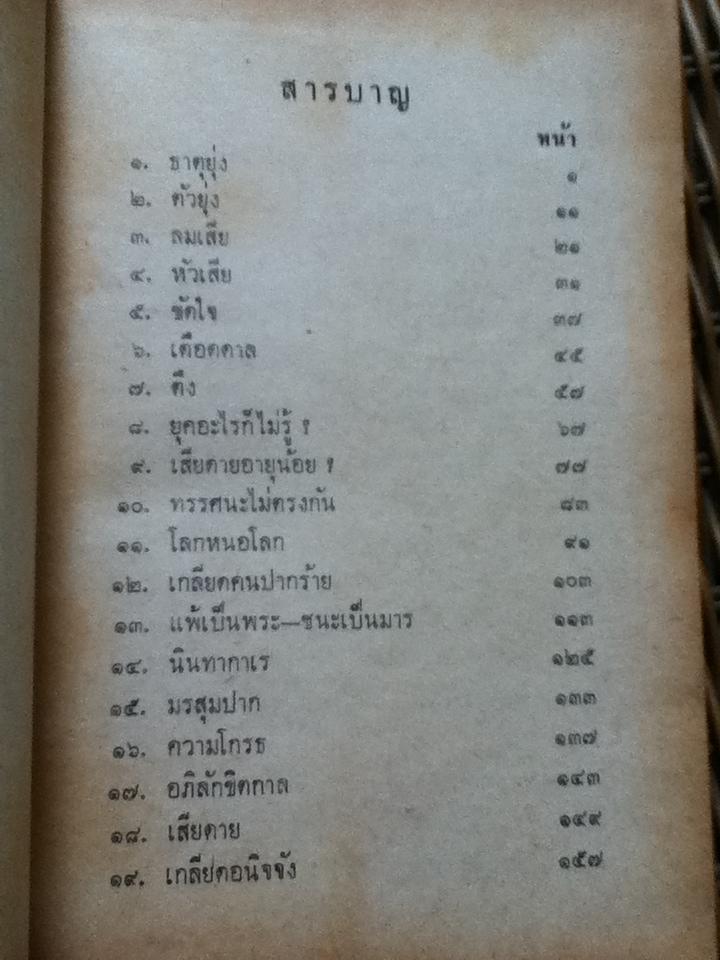 สารบาญ
หน้า
๑. ธาตุยุ่ง ๑
๒. ตัวยุ่ง ๑๑
๓. ลมเสีย ๒๑
๔. หัวเสีย ๓๑
๕. ขัดใจ ๓๗
๖. เดือดดาล ๔๕
๗. ตึง ๕๗
๘. ยุคอะไรก็ไม่รู้ ! ๖๗
๙. เสียดายอายุน้อย ! ๗๗
๑๐. ทรรศนะไม่ตรงกัน ๘๓
๑๑. โลกหนอโลก ๙๑
๑๒. เกลียดคนปากร้าย ๑๐๓
๑๓. แพ้เป็นพระ—ชนะเป็นมาร ๑๑๓
๑๔. นินทากาเร ๑๒๕
๑๕. มรสุมปาก ๑๓๓
๑๖. ความโกรธ ๑๓๗
๑๗. อภิลักขิตกาล ๑๔๓
๑๘. เสียดาย ๑๔๙
๑๙. เกลียดอนิจจัง ๑๕๗